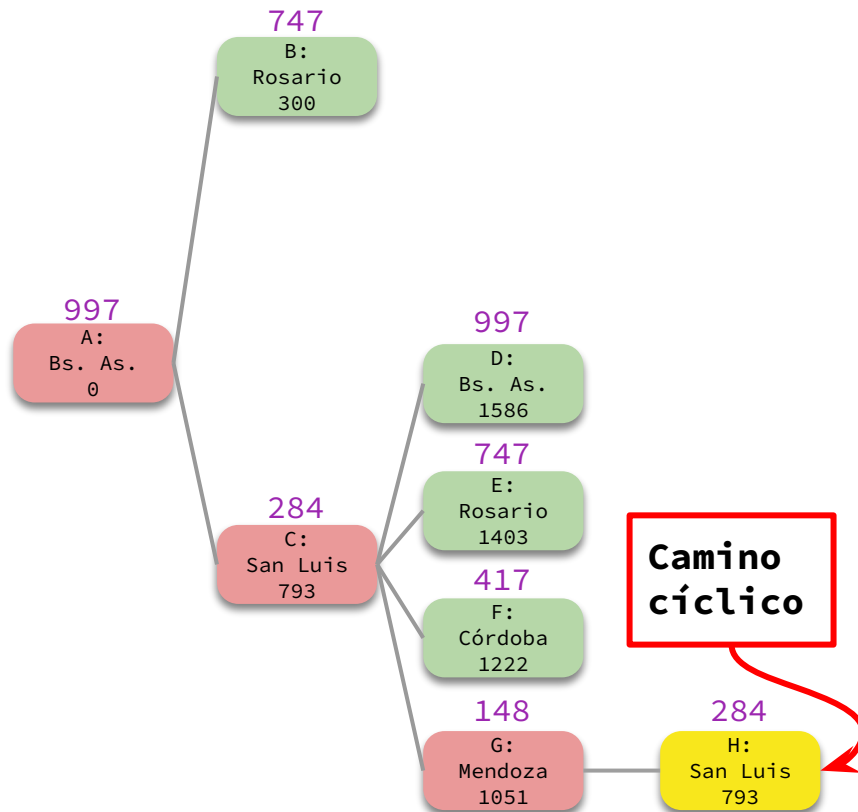 747
B:
Rosario
300
997
A:
Bs. As.
0
997
D:
Bs. As.
1586
747
E:
Rosario
1403
284
C:
San Luis
793
417
F:
Córdoba
1222
Camino
cíclico
148
G:
Mendoza
1051
284
H:
San Luis
793